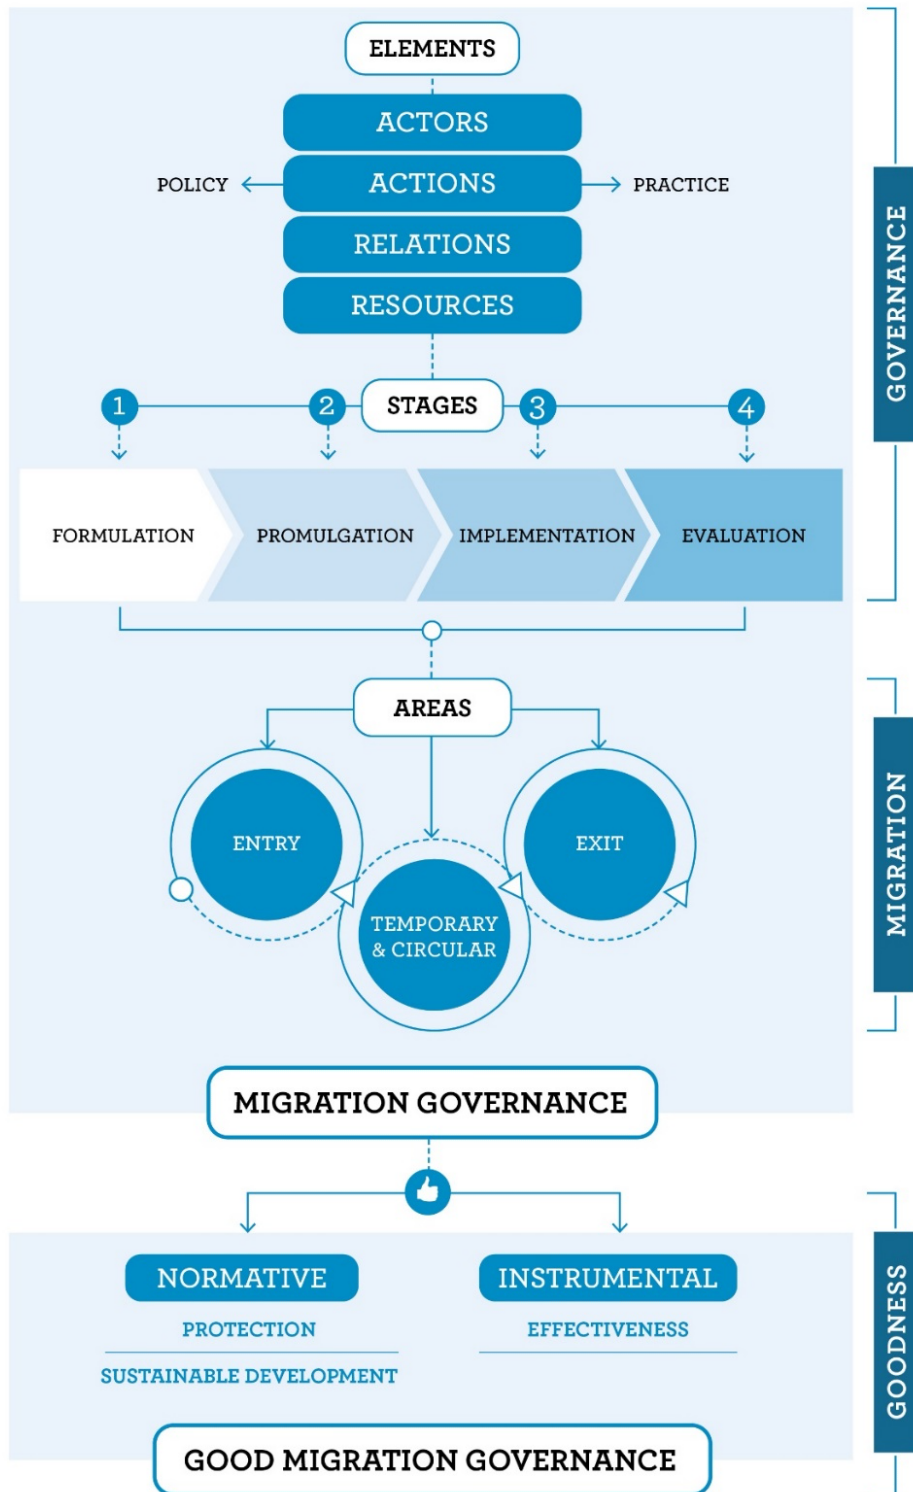 ELEMENTS
ACTORS
POLICY
ACTIONS
PRACTICE
RELATIONS
RESOURCES
GOVERNANCE
1
2
STAGES
3
4
FORMULATION
PROMULGATION
IMPLEMENTATION
EVALUATION
AREAS
ENTRY
EXIT
TEMPORARY
& CIRCULAR
MIGRATION
MIGRATION GOVERNANCE
NORMATIVE
INSTRUMENTAL
PROTECTION
EFFECTIVENESS
SUSTAINABLE DEVELOPMENT
GOODNESS
GOOD MIGRATION GOVERNANCE